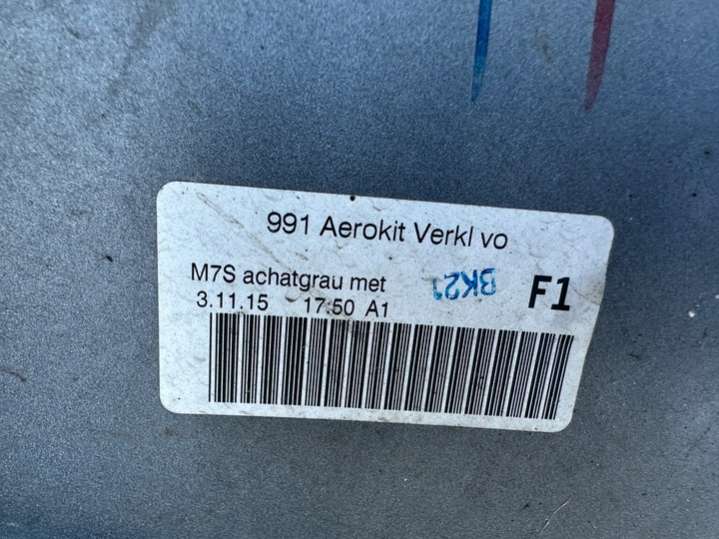 991 Aerokit Verkl vo
M7S achatgrau met BK21 F1
3.11.15 17:50 A1